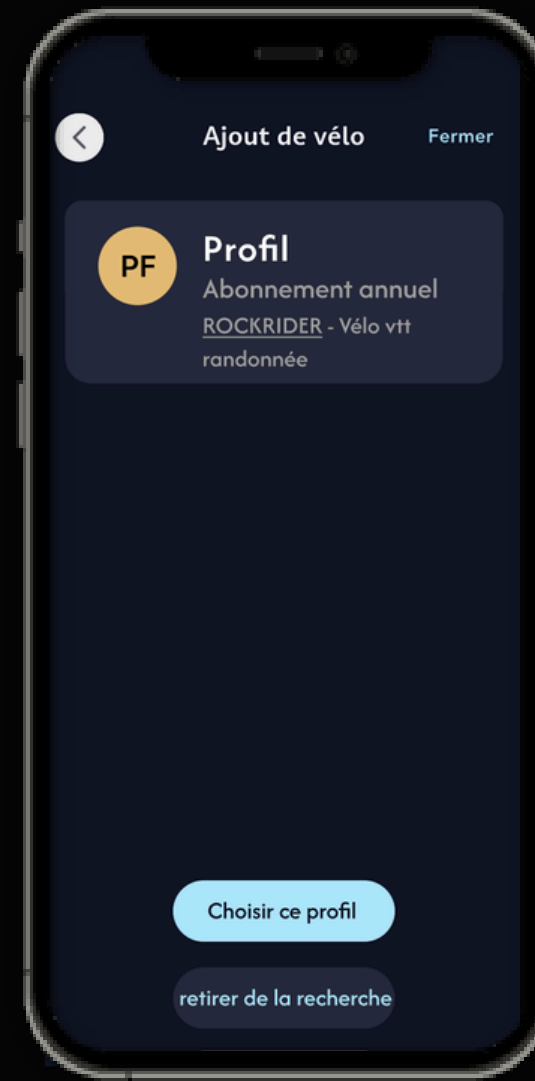 Ajout de vélo Fermer
PF
Profil
Abonnement annuel
ROCKRIDER - Vélo vtt
randonnée
Choisir ce profil
retirer de la recherche